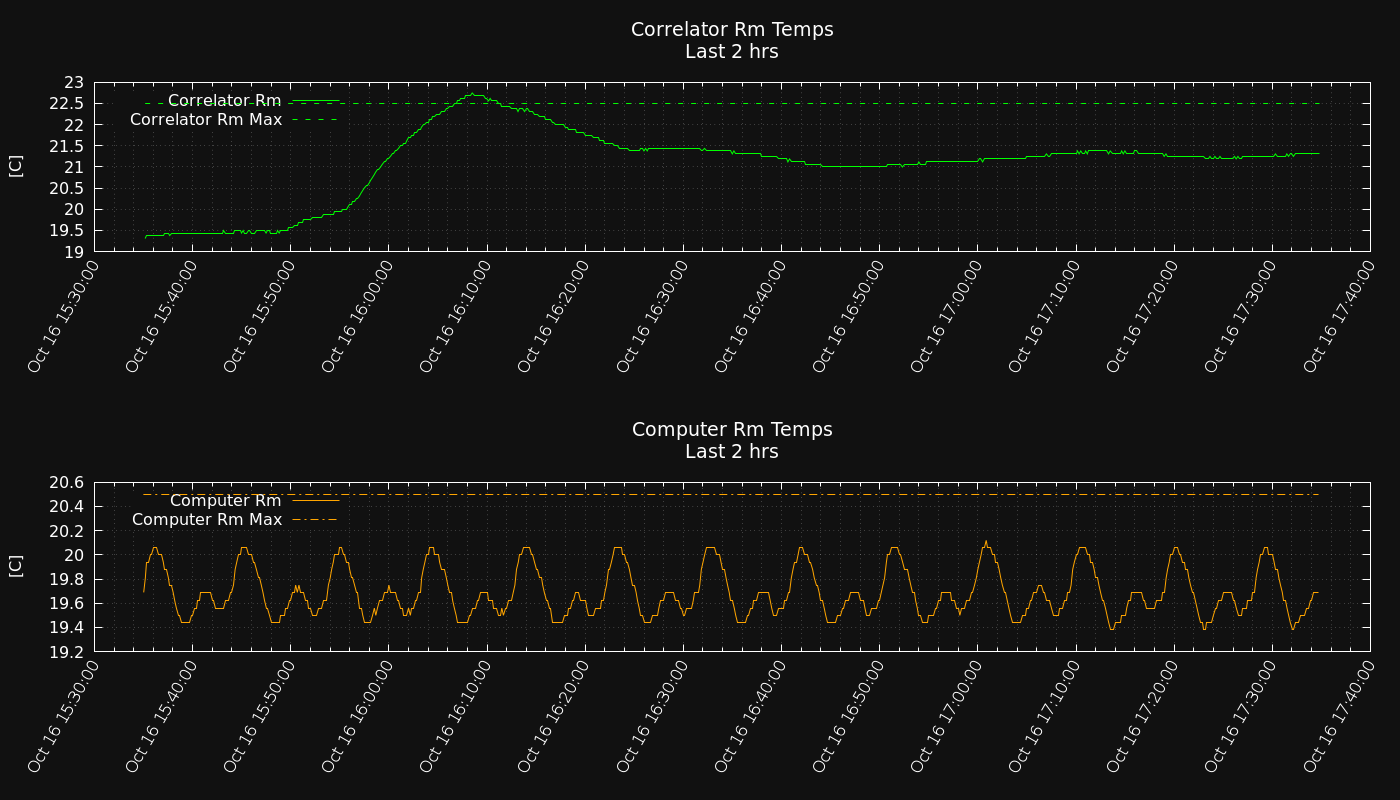 Correlator Rm Temps
Last 2 hrs
23
22.5
22
21.5
21
20.5
20
19.5
19
[C]
Correlator Rm
Correlator Rm Max
Oct 16 15:30:00
Oct 16 15:40:00
Oct 16 15:50:00
Oct 16 16:00:00
Oct 16 16:10:00
Oct 16 16:20:00
Oct 16 16:30:00
Oct 16 16:40:00
Oct 16 16:50:00
Oct 16 17:00:00
Oct 16 17:10:00
Oct 16 17:20:00
Oct 16 17:30:00
Oct 16 17:40:00
Computer Rm Temps
Last 2 hrs
20.6
20.4
20.2
20
19.8
19.6
19.4
19.2
[C]
Computer Rm
Computer Rm Max
Oct 16 15:30:00
Oct 16 15:40:00
Oct 16 15:50:00
Oct 16 16:00:00
Oct 16 16:10:00
Oct 16 16:20:00
Oct 16 16:30:00
Oct 16 16:40:00
Oct 16 16:50:00
Oct 16 17:00:00
Oct 16 17:10:00
Oct 16 17:20:00
Oct 16 17:30:00
Oct 16 17:40:00